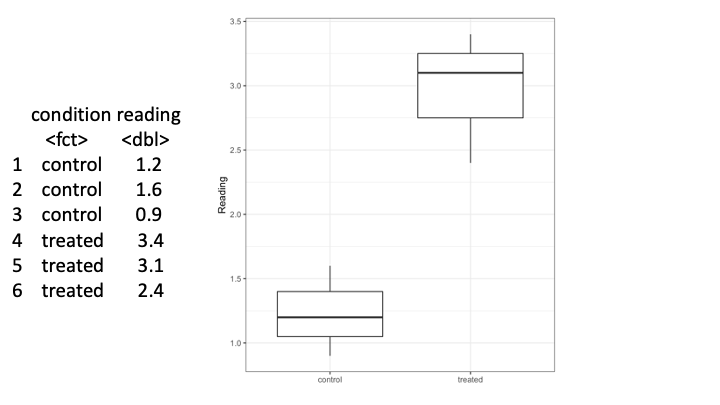 condition reading
<fct> <dbl>
1 control 1.2
2 control 1.6
3 control 0.9
4 treated 3.4
5 treated 3.1
6 treated 2.4
Reading
3.5
3.0
2.5
2.0
1.5
1.0
control treated